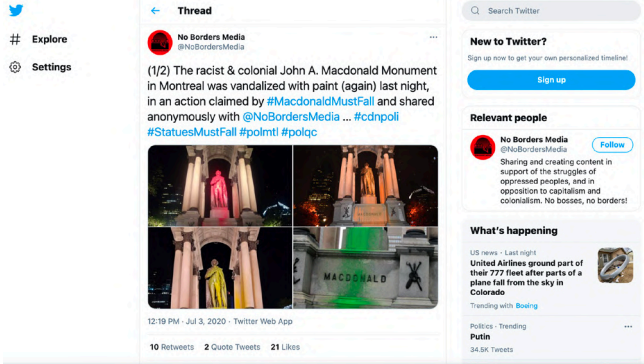 Thread
Search Twitter
Explore
Settings
No Borders Media
@NoBordersMedia
(1/2) The racist & colonial John A. Macdonald Monument
in Montreal was vandalized with paint (again) last night,
in an action claimed by #MacdonaldMustFall and shared
anonymously with @NoBordersMedia ... #cdnpoli
#StatuesMustFall #polmtl #polqc
MACDONALD
12:19 PM · Jul 3, 2020 · Twitter Web App
10 Retweets 2 Quote Tweets 21 Likes
New to Twitter?
Sign up now to get your own personalized timeline!
Sign up
Relevant people
No Borders Media
@NoBordersMedia
Follow
Sharing and creating content in
support of the struggles of
oppressed peoples, and in
opposition to capitalism and
colonialism. No bosses, no borders!
What's happening
US news · Last night
United Airlines ground part of
their 777 fleet after parts of a
plane fall from the sky in
Colorado
Trending with Boeing
Politics · Trending
Putin
34.5K Tweets